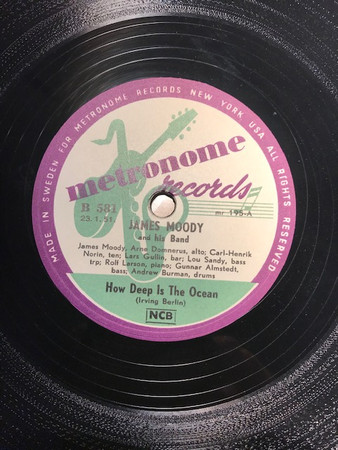 MADE IN SWEDEN FOR METRONOME RECORDS NEW YORK USA ALL RIGHTS RESERVED
metronome
records
B 581
23.1.51
mr 195-A
JAMES MOODY
and his Band
James Moody, Arne Domnerus, alto; Carl-Henrik
Norin, ten; Lars Gullin, bar; Lou Sandy, bass
trp; Rolf Larson, piano; Gunnar Almstedt,
bass; Andrew Burman, drums
How Deep Is The Ocean
(Irving Berlin)
NCB